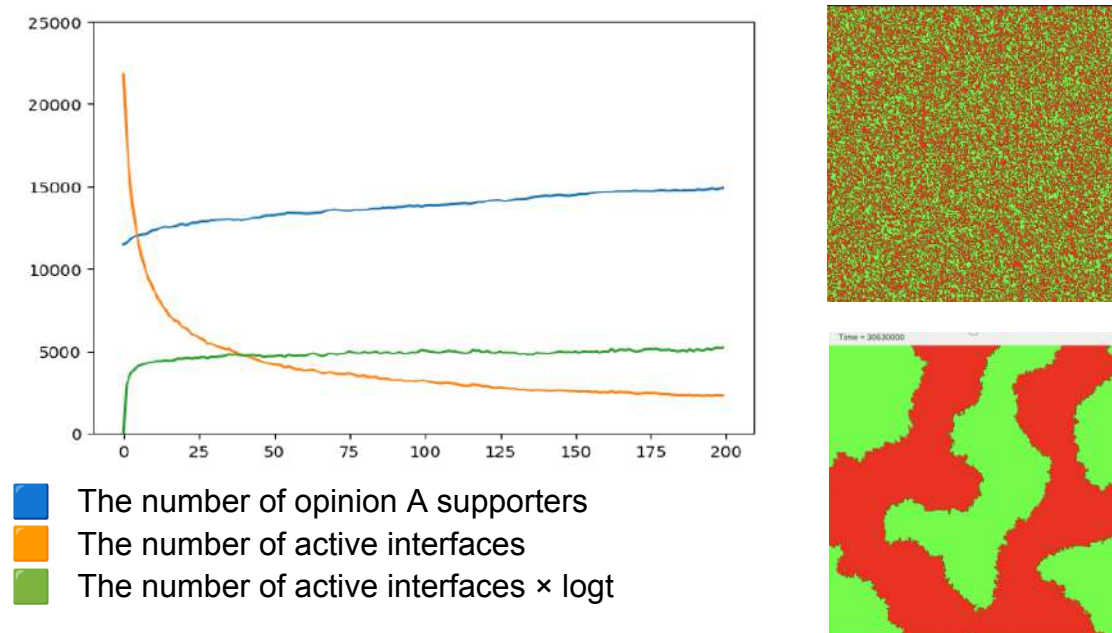 25000
20000
15000
10000
5000
0
0 25 50 75 100 125 150 175 200
The number of opinion A supporters
The number of active interfaces
The number of active interfaces × logt
Time = 30630000